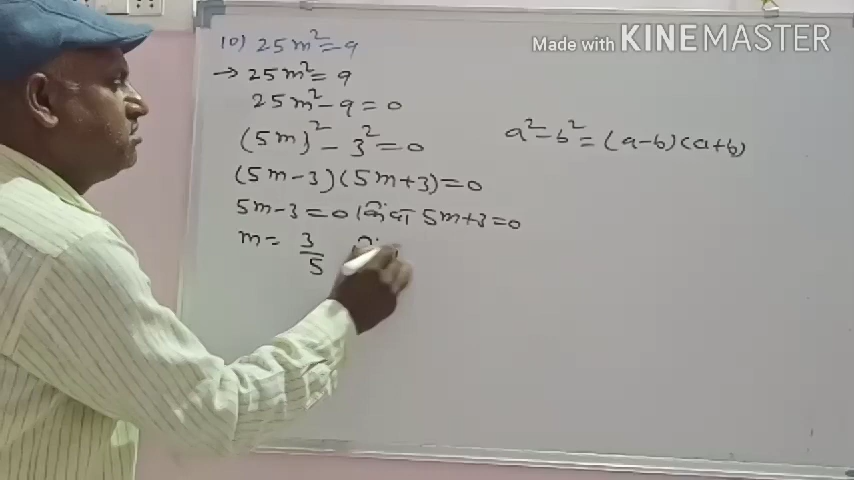 Made with KINEMASTER
10) 25m²=9
→ 25m²= 9
25m²- 9 = 0
(5m)² - 3² = 0
a²-b² = (a-b)(a+b)
(5m-3)(5m+3)=0
5m-3=0 किंवा 5m+3=0
m= 3/5